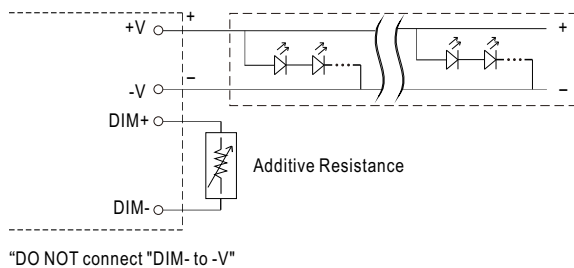 +
+V
+
-V
−
−
DIM+
Additive Resistance
DIM-
“DO NOT connect "DIM- to -V"